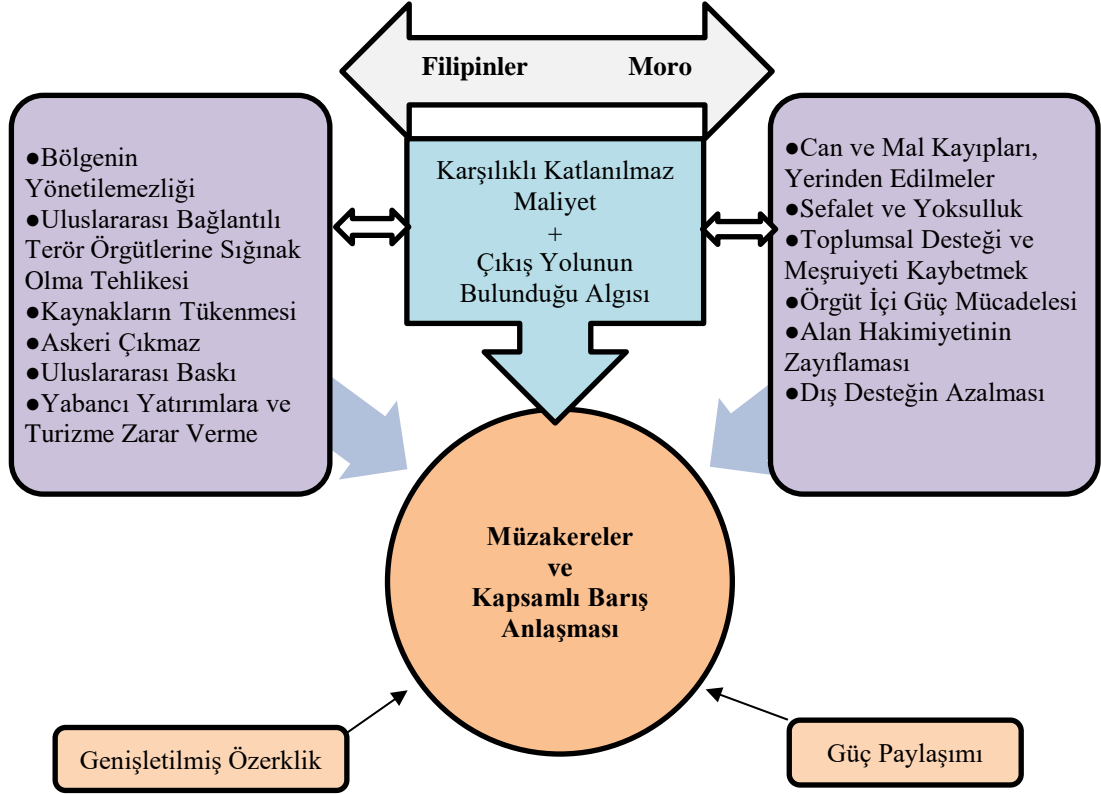 Filipinler Moro
●Bölgenin
Yönetilemezliği
●Uluslararası Bağlantılı
Terör Örgütlerine Sığınak
Olma Tehlikesi
●Kaynakların Tükenmesi
●Askeri Çıkmaz
●Uluslararası Baskı
●Yabancı Yatırımlara ve
Turizme Zarar Verme
Karşılıklı Katlanılmaz
Maliyet
+
Çıkış Yolunun
Bulunduğu Algısı
●Can ve Mal Kayıpları,
Yerinden Edilmeler
●Sefalet ve Yoksulluk
●Toplumsal Desteği ve
Meşruiyeti Kaybetmek
●Örgüt İçi Güç Mücadelesi
●Alan Hakimiyetinin
Zayıflaması
●Dış Desteğin Azalması
Müzakereler
ve
Kapsamlı Barış
Anlaşması
Genişletilmiş Özerklik
Güç Paylaşımı